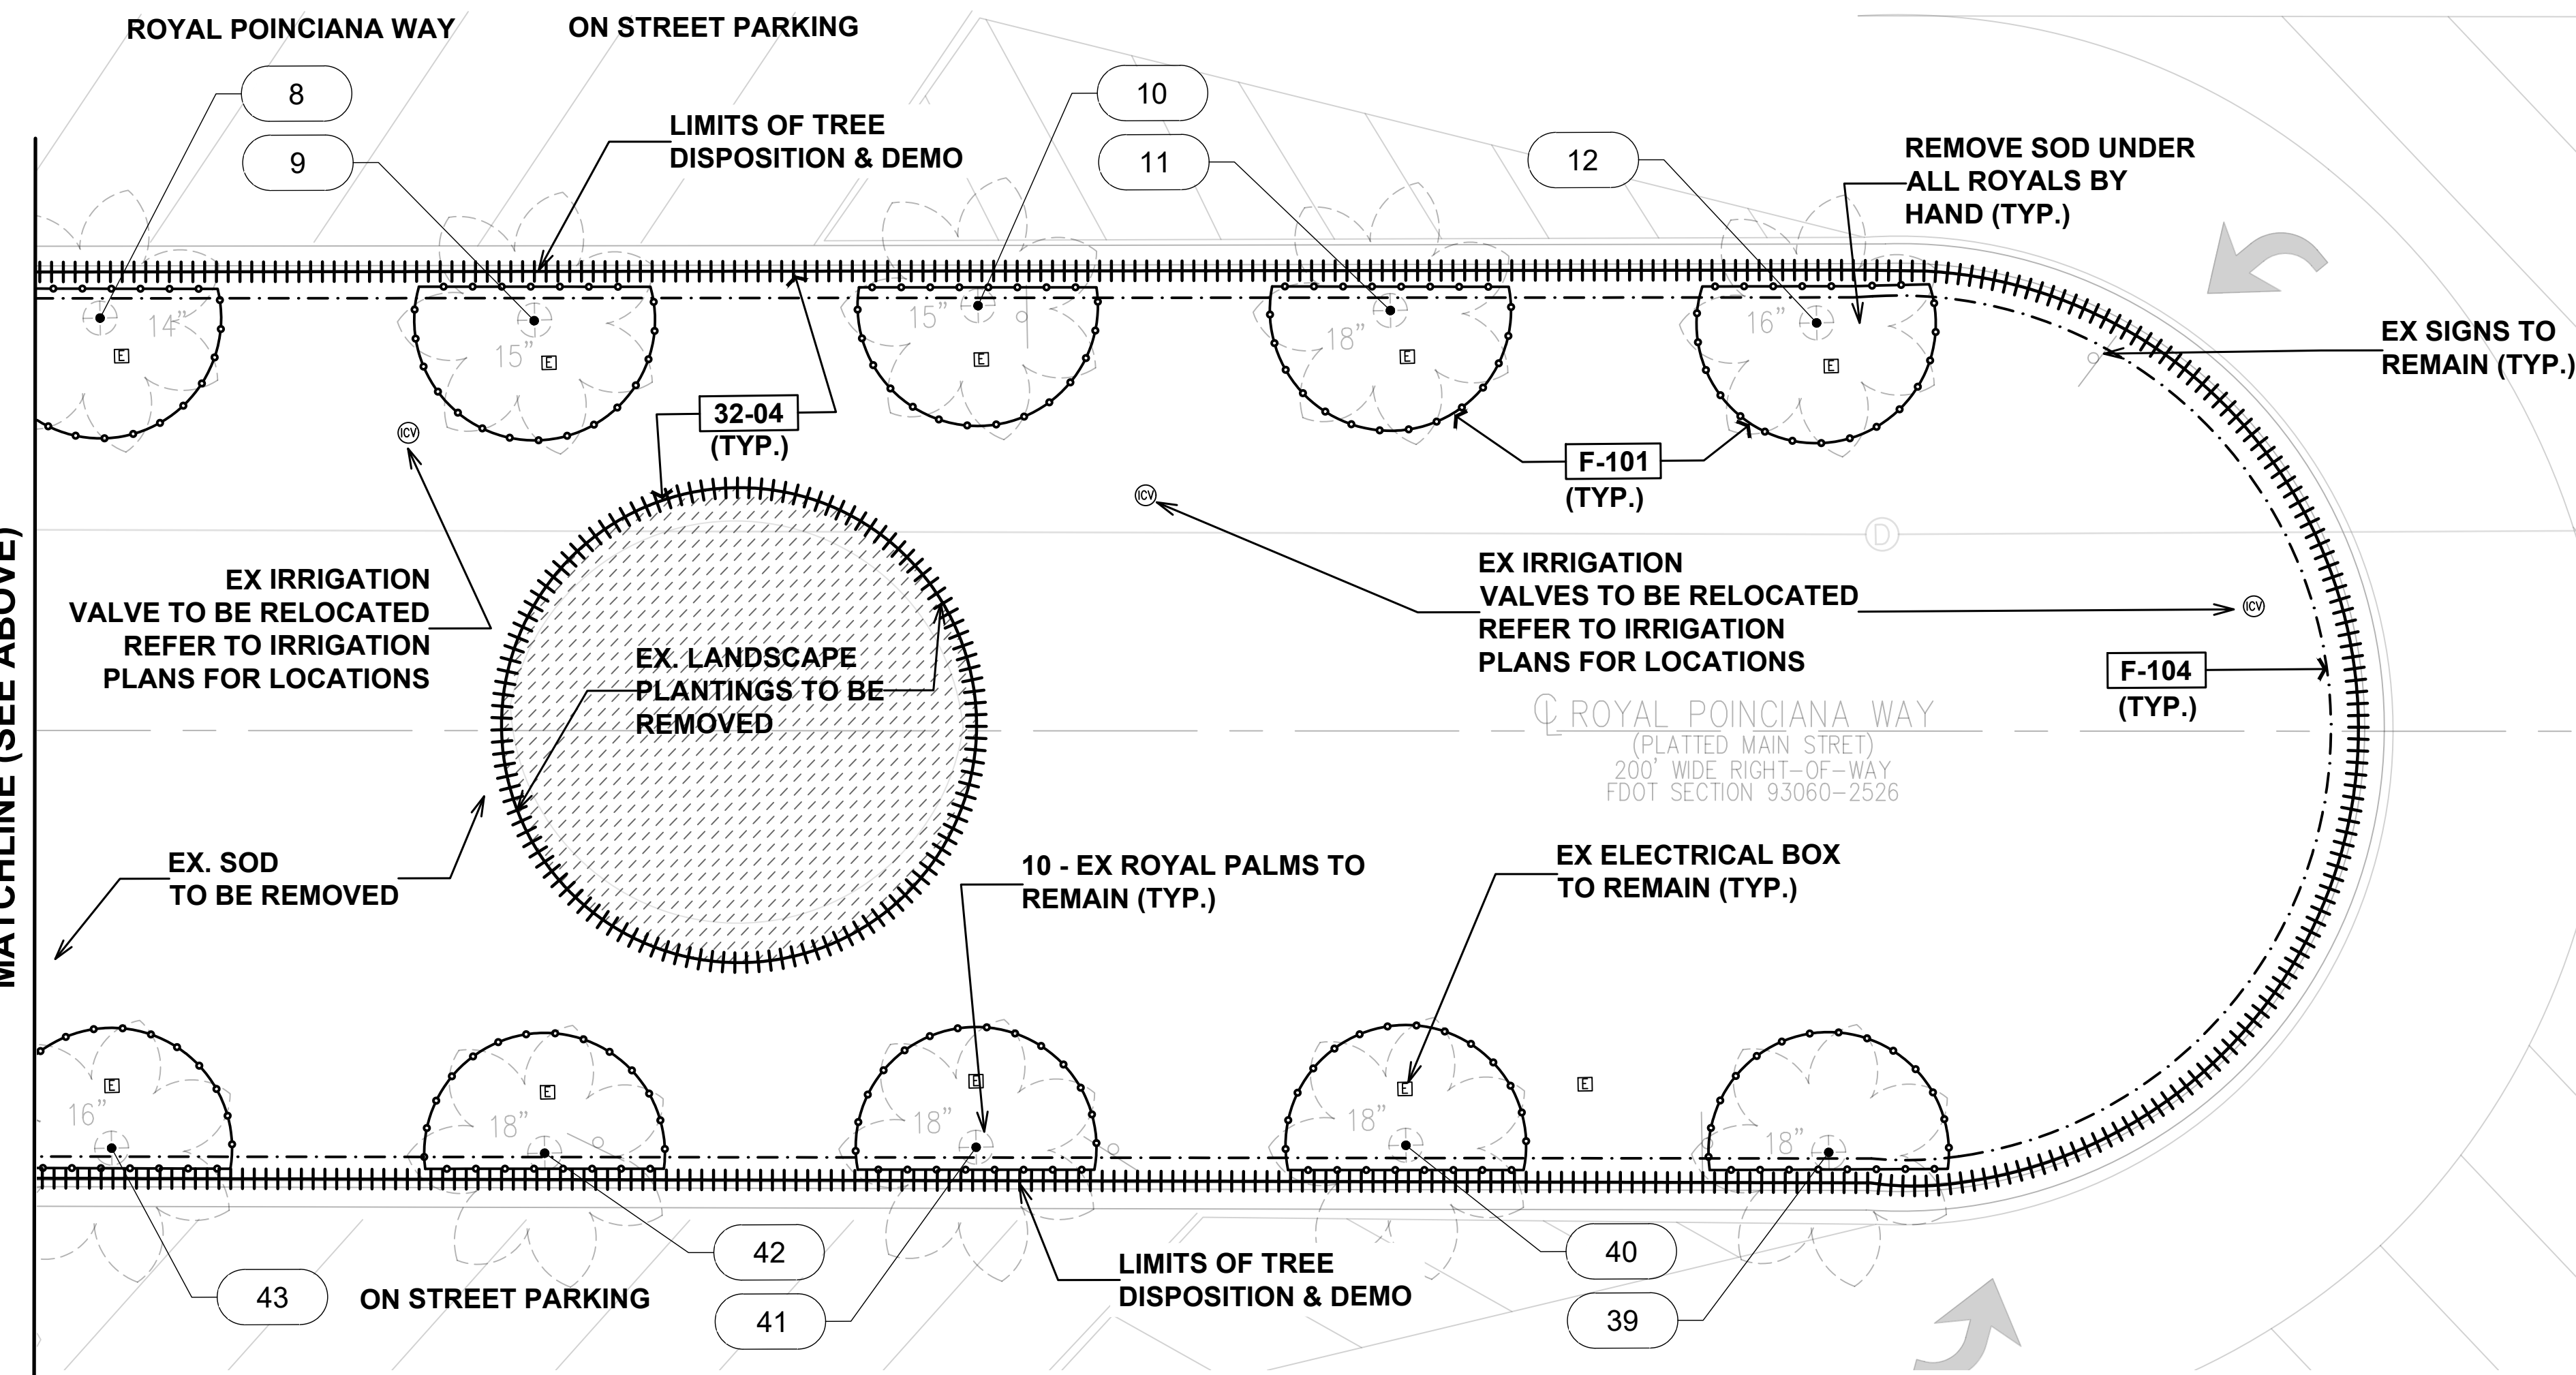 ROYAL POINCIANA WAY
ON STREET PARKING
8
9
LIMITS OF TREE
DISPOSITION & DEMO
10
11
12
REMOVE SOD UNDER
ALL ROYALS BY
HAND (TYP.)
EX SIGNS TO
REMAIN (TYP.)
14”
15”
15”
18”
16”
E
E
E
E
E
32-04
(TYP.)
F-101
(TYP.)
ICV
ICV
ICV
D
MATCHLINE (SEE ABOVE)
EX IRRIGATION
VALVE TO BE RELOCATED
REFER TO IRRIGATION
PLANS FOR LOCATIONS
EX. LANDSCAPE
PLANTINGS TO BE
REMOVED
EX IRRIGATION
VALVES TO BE RELOCATED
REFER TO IRRIGATION
PLANS FOR LOCATIONS
F-104
(TYP.)
℄ ROYAL POINCIANA WAY
(PLATTED MAIN STRET)
200' WIDE RIGHT-OF-WAY
FDOT SECTION 93060-2526
EX. SOD
TO BE REMOVED
10 - EX ROYAL PALMS TO
REMAIN (TYP.)
EX ELECTRICAL BOX
TO REMAIN (TYP.)
E
E
E
E
E
16”
18”
18”
18”
18”
43
ON STREET PARKING
42
41
LIMITS OF TREE
DISPOSITION & DEMO
40
39